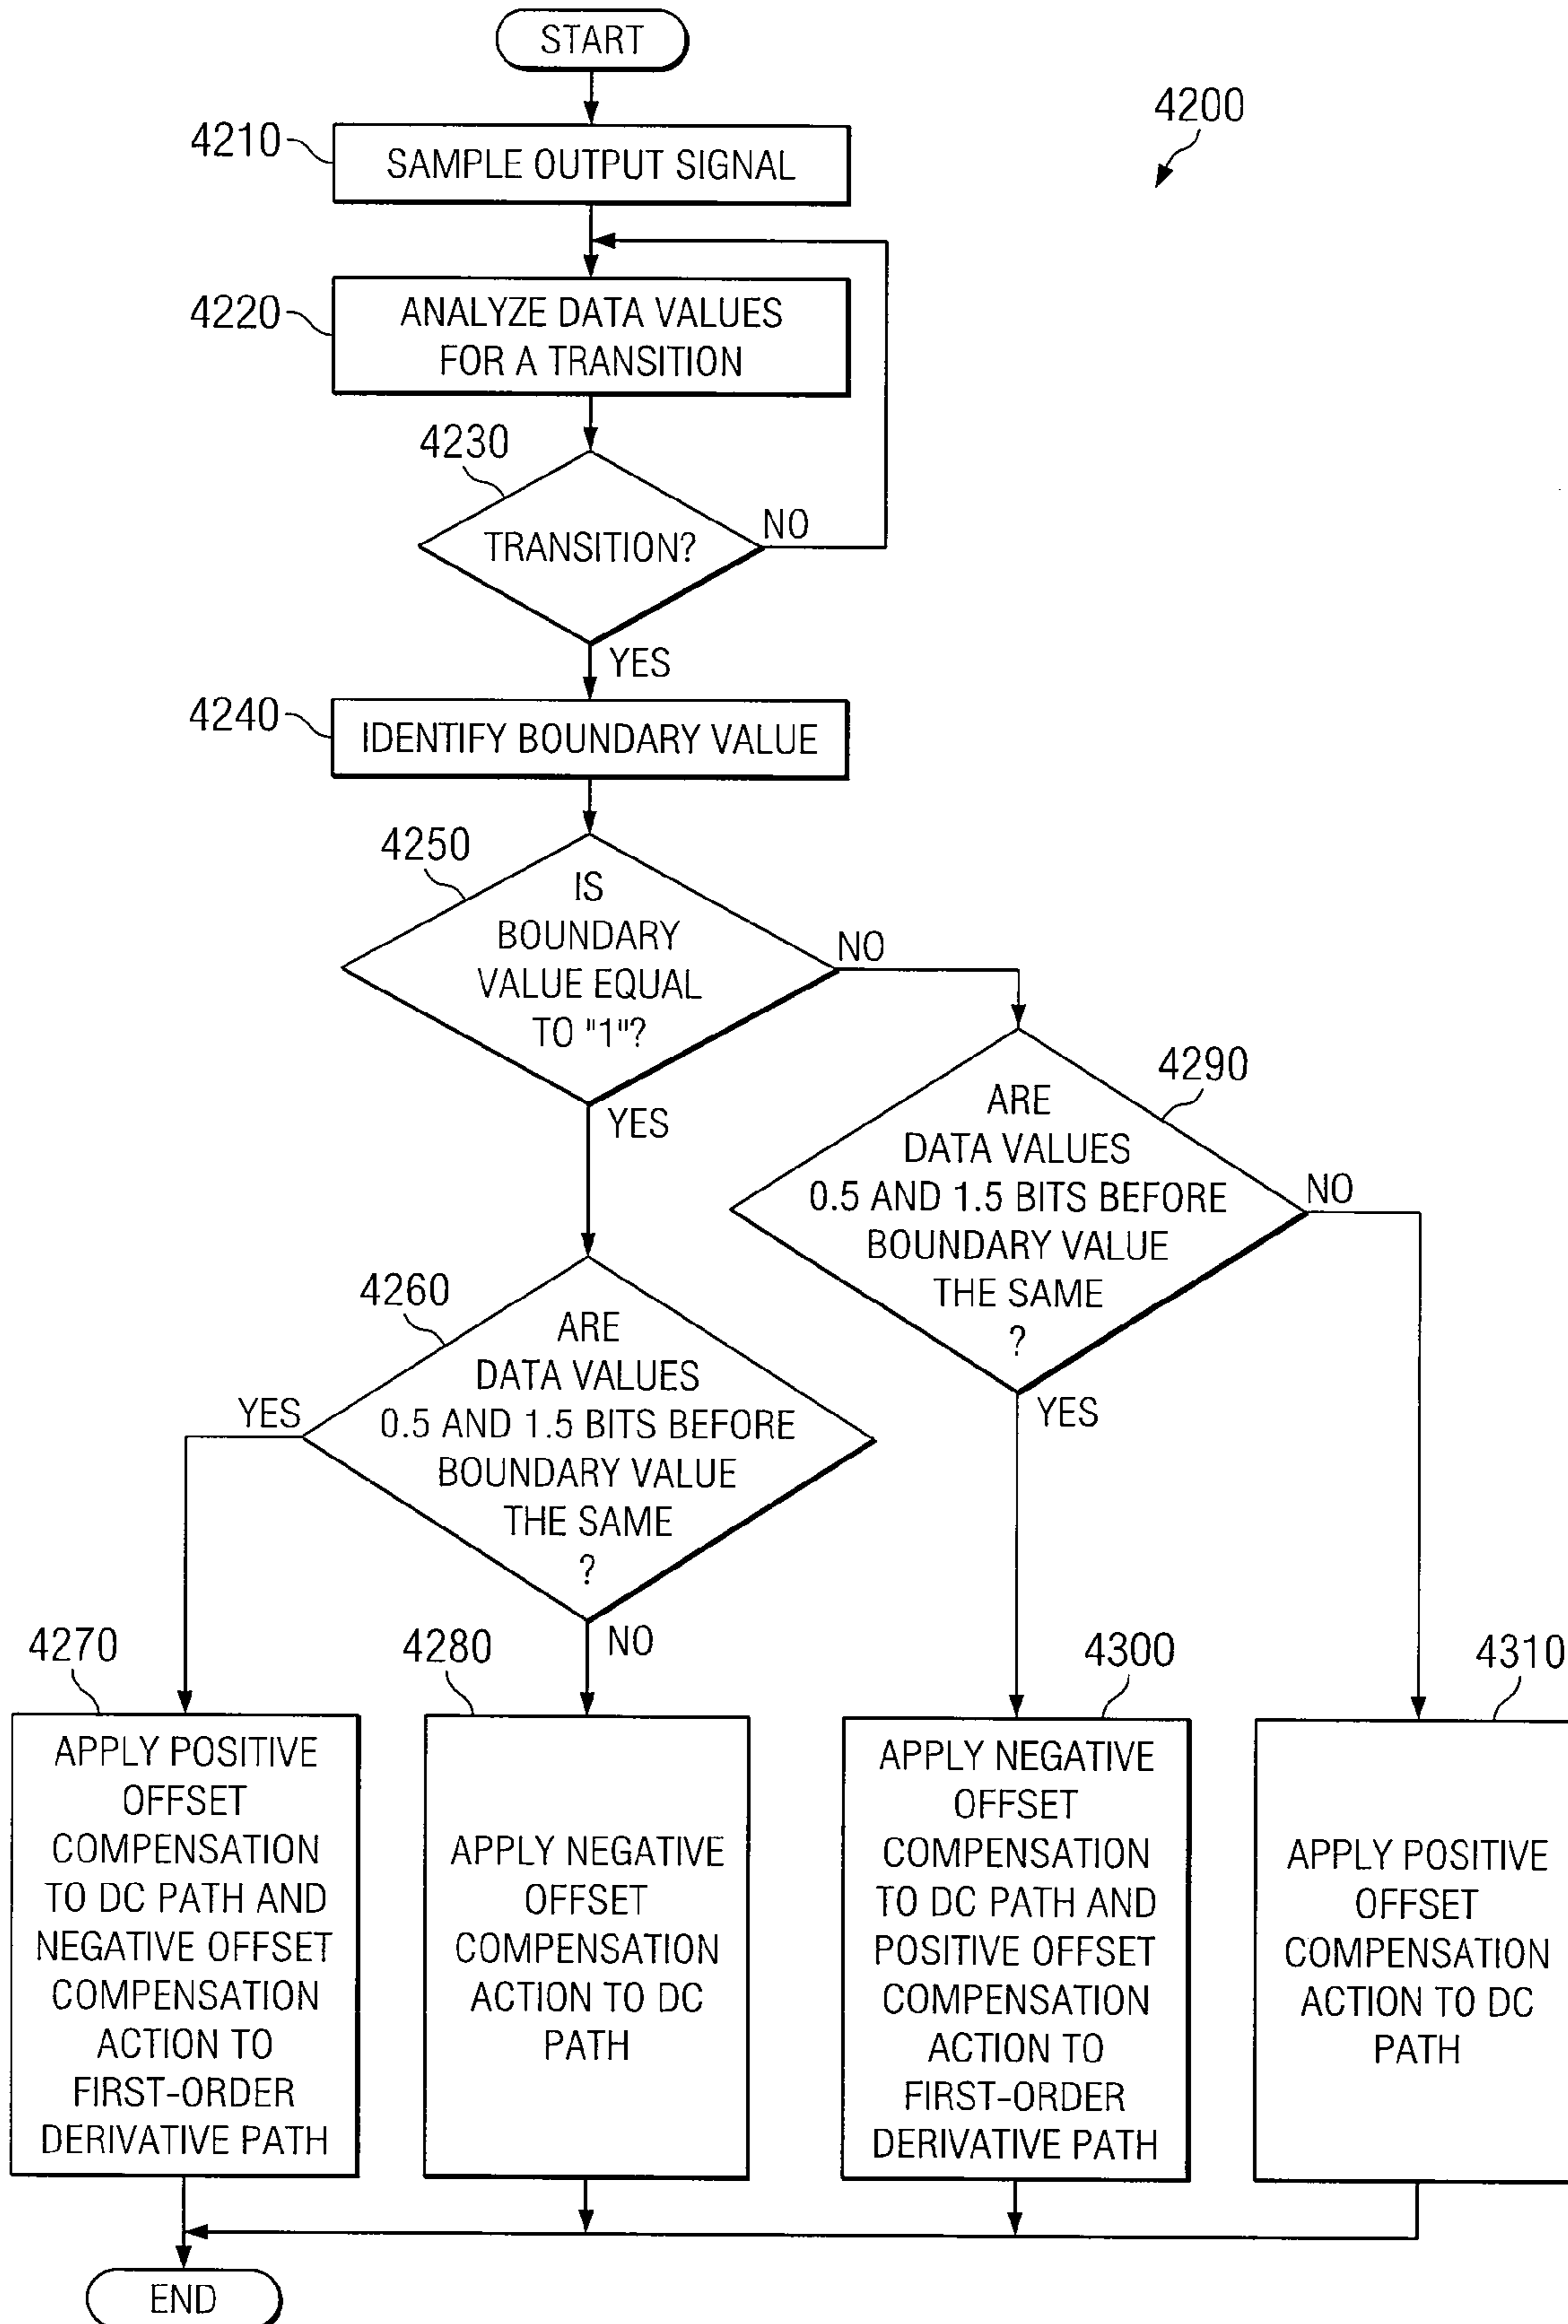 START
4200
4210
SAMPLE OUTPUT SIGNAL
4220
ANALYZE DATA VALUES
FOR A TRANSITION
4230
TRANSITION?
NO
YES
4240
IDENTIFY BOUNDARY VALUE
4250
IS
BOUNDARY
VALUE EQUAL
TO "1"?
NO
YES
4290
ARE
DATA VALUES
0.5 AND 1.5 BITS BEFORE
BOUNDARY VALUE
THE SAME
?
NO
YES
4260
ARE
DATA VALUES
0.5 AND 1.5 BITS BEFORE
BOUNDARY VALUE
THE SAME
?
YES
NO
4270
APPLY POSITIVE
OFFSET
COMPENSATION
TO DC PATH AND
NEGATIVE OFFSET
COMPENSATION
ACTION TO
FIRST-ORDER
DERIVATIVE PATH
4280
APPLY NEGATIVE
OFFSET
COMPENSATION
ACTION TO DC
PATH
4300
APPLY NEGATIVE
OFFSET
COMPENSATION
TO DC PATH AND
POSITIVE OFFSET
COMPENSATION
ACTION TO
FIRST-ORDER
DERIVATIVE PATH
4310
APPLY POSITIVE
OFFSET
COMPENSATION
ACTION TO DC
PATH
END